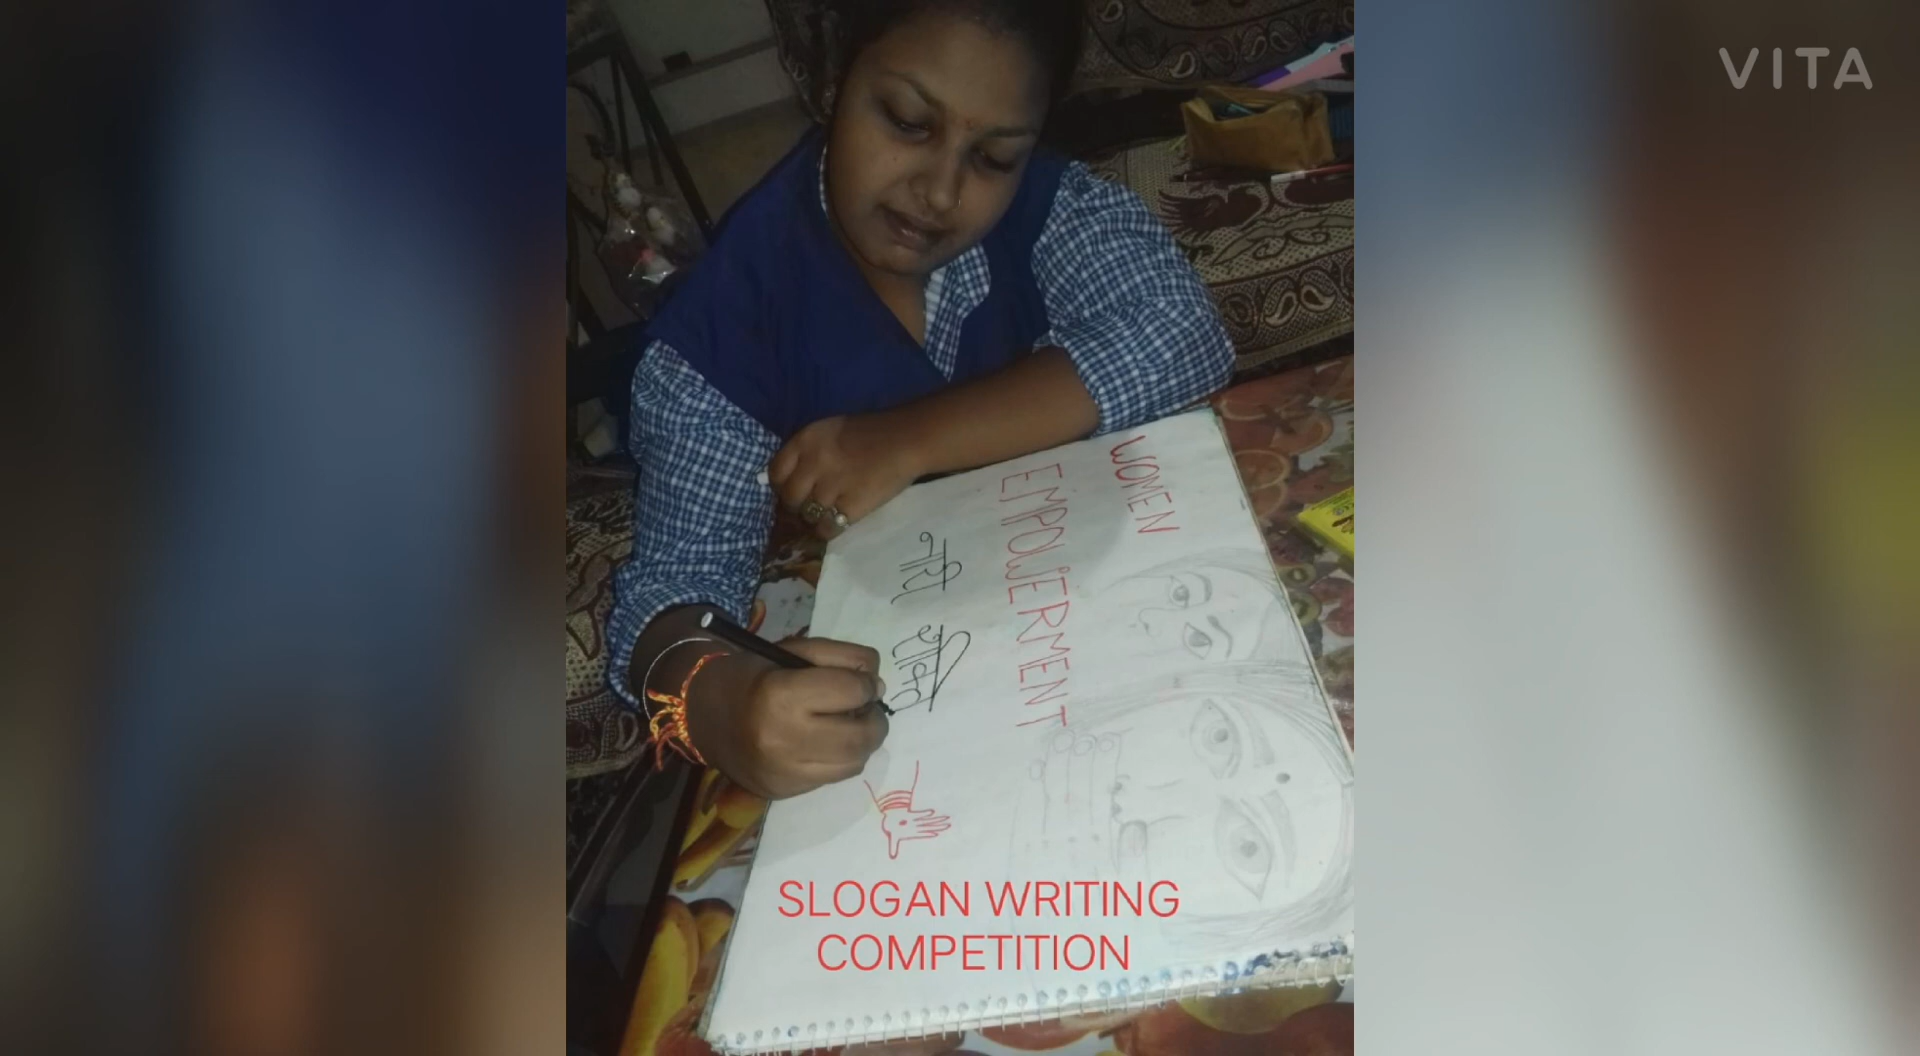 VITA
WOMEN
EMPOWERMENT
नारी शक्ति
SLOGAN WRITING
COMPETITION